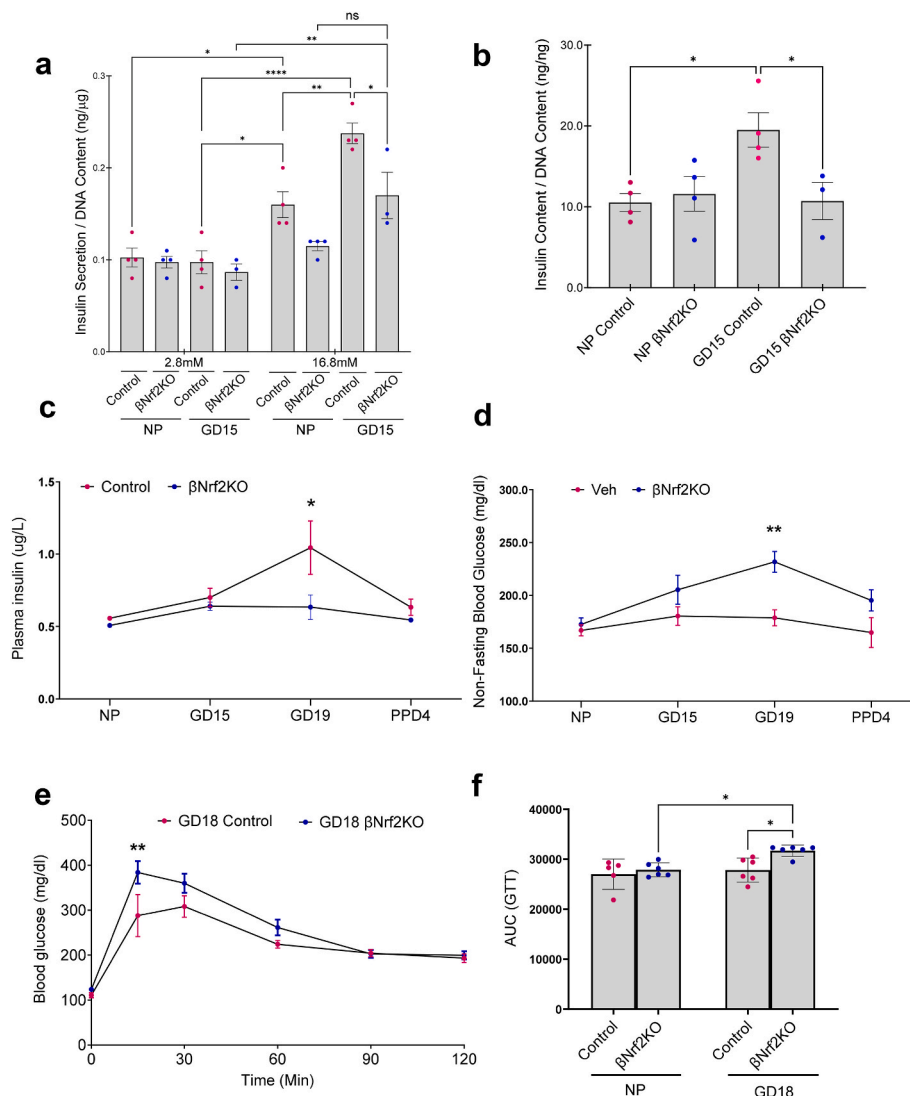 a
Insulin Secretion / DNA Content (ng/µg)
0.3
0.2
0.1
0.0
*
*
****
**
**
*
ns
2.8mM
16.8mM
Control
βNrf2KO
Control
βNrf2KO
Control
βNrf2KO
Control
βNrf2KO
NP
GD15
NP
GD15
b
Insulin Content / DNA Content (ng/ng)
30.0
20.0
10.0
0.0
*
*
NP Control
NP βNrf2KO
GD15 Control
GD15 βNrf2KO
c
Control
βNrf2KO
Plasma insulin (ug/L)
1.5
1.0
0.5
0.0
*
NP
GD15
GD19
PPD4
d
Veh
βNrf2KO
Non-Fasting Blood Glucose (mg/dl)
300.0
250.0
200.0
150.0
100.0
**
NP
GD15
GD19
PPD4
e
GD18 Control
GD18 βNrf2KO
Blood glucose (mg/dl)
500
400
300
200
100
0
**
0
30
60
90
120
Time (Min)
f
AUC (GTT)
40000
30000
20000
10000
0
*
*
Control
βNrf2KO
Control
βNrf2KO
NP
GD18